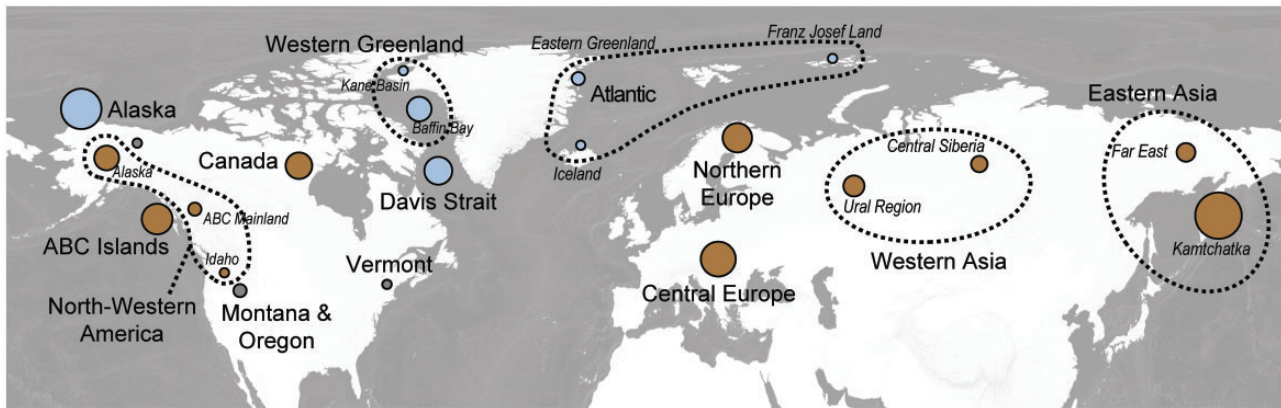 Western Greenland
Eastern Greenland
Franz Josef Land
Kane Basin
Alaska
Baffin Bay
Atlantic
Eastern Asia
Alaska
Canada
Davis Strait
Iceland
Northern
Europe
Central Siberia
Ural Region
Far East
ABC Mainland
ABC Islands
Idaho
Vermont
Central Europe
Western Asia
Kamtchatka
North-Western
America
Montana &
Oregon